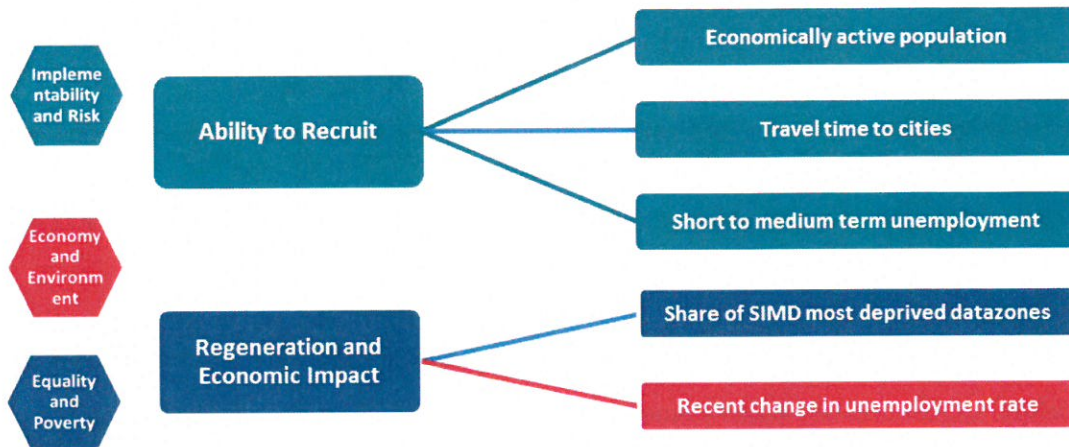 Impleme
ntability
and Risk
Ability to Recruit
Economically active population
Travel time to cities
Short to medium term unemployment
Economy
and
Environm
ent
Regeneration and
Economic Impact
Share of SIMD most deprived datazones
Recent change in unemployment rate
Equality
and
Poverty